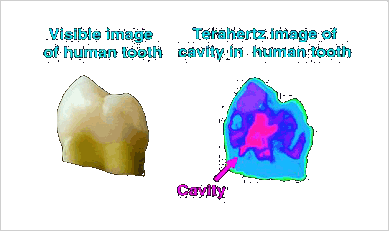 Visible image
of human tooth
Terahertz image of
cavity in human tooth
Cavity